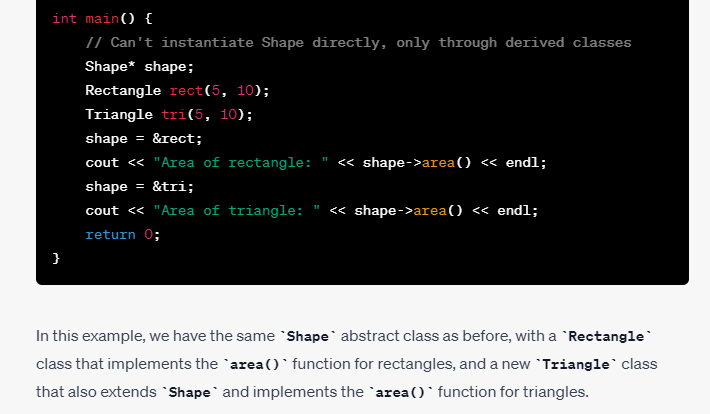 int main() {
// Can't instantiate Shape directly, only through derived classes
Shape* shape;
Rectangle rect(5, 10);
Triangle tri(5, 10);
shape = &rect;
cout << "Area of rectangle: " << shape->area() << endl;
shape = &tri;
cout << "Area of triangle: " << shape->area() << endl;
return 0;
}
In this example, we have the same `Shape` abstract class as before, with a `Rectangle`
class that implements the `area()` function for rectangles, and a new `Triangle` class
that also extends `Shape` and implements the `area()` function for triangles.